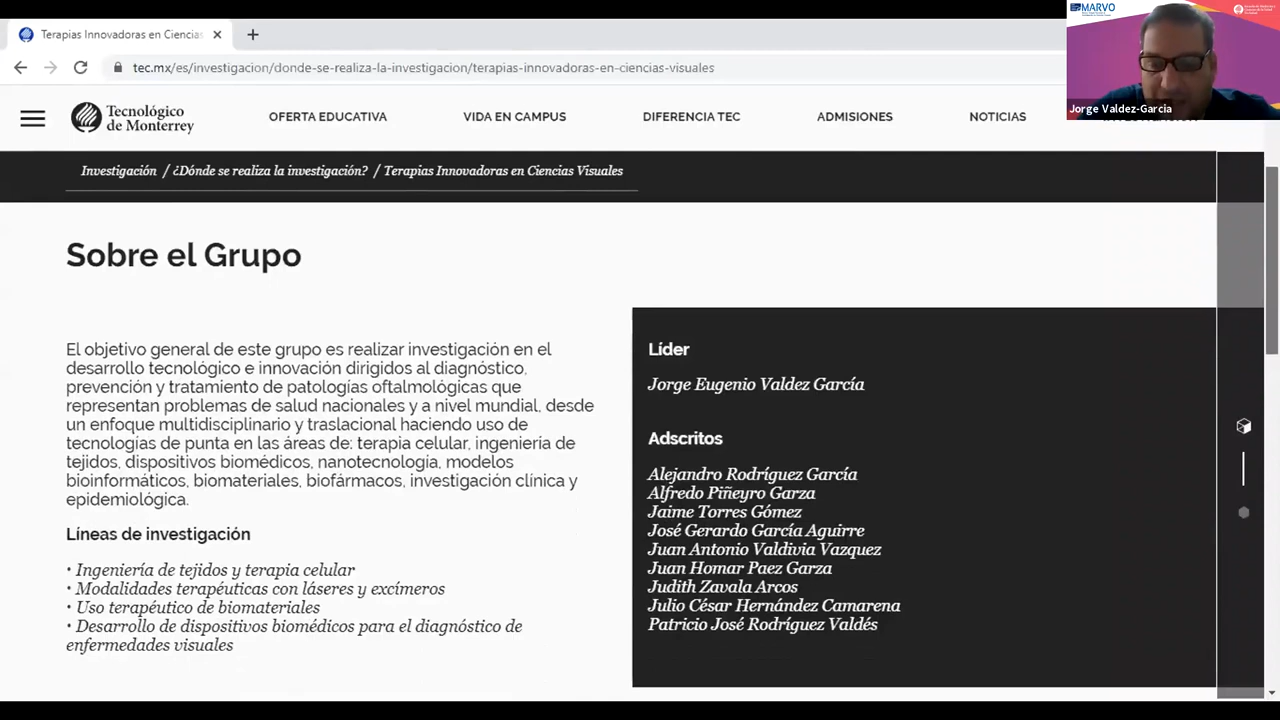 Terapias Innovadoras en Ciencias
tec.mx/es/investigacion/donde-se-realiza-la-investigacion/terapias-innovadoras-en-ciencias-visuales
MARVO
Jorge Valdez-Garcia
Tecnológico
de Monterrey
OFERTA EDUCATIVA
VIDA EN CAMPUS
DIFERENCIA TEC
ADMISIONES
NOTICIAS
Investigación / ¿Dónde se realiza la investigación? / Terapias Innovadoras en Ciencias Visuales
Sobre el Grupo
El objetivo general de este grupo es realizar investigación en el
desarrollo tecnológico e innovación dirigidos al diagnóstico,
prevención y tratamiento de patologías oftalmológicas que
representan problemas de salud nacionales y a nivel mundial, desde
un enfoque multidisciplinario y traslacional haciendo uso de
tecnologías de punta en las áreas de: terapia celular, ingeniería de
tejidos, dispositivos biomédicos, nanotecnología, modelos
bioinformáticos, biomateriales, biofármacos, investigación clínica y
epidemiológica.
Líneas de investigación
• Ingeniería de tejidos y terapia celular
• Modalidades terapéuticas con láseres y excímeros
• Uso terapéutico de biomateriales
• Desarrollo de dispositivos biomédicos para el diagnóstico de
enfermedades visuales
Líder
Jorge Eugenio Valdez García
Adscritos
Alejandro Rodríguez García
Alfredo Piñeyro Garza
Jaime Torres Gómez
José Gerardo García Aguirre
Juan Antonio Valdivia Vazquez
Juan Homar Paez Garza
Judith Zavala Arcos
Julio César Hernández Camarena
Patricio José Rodríguez Valdés